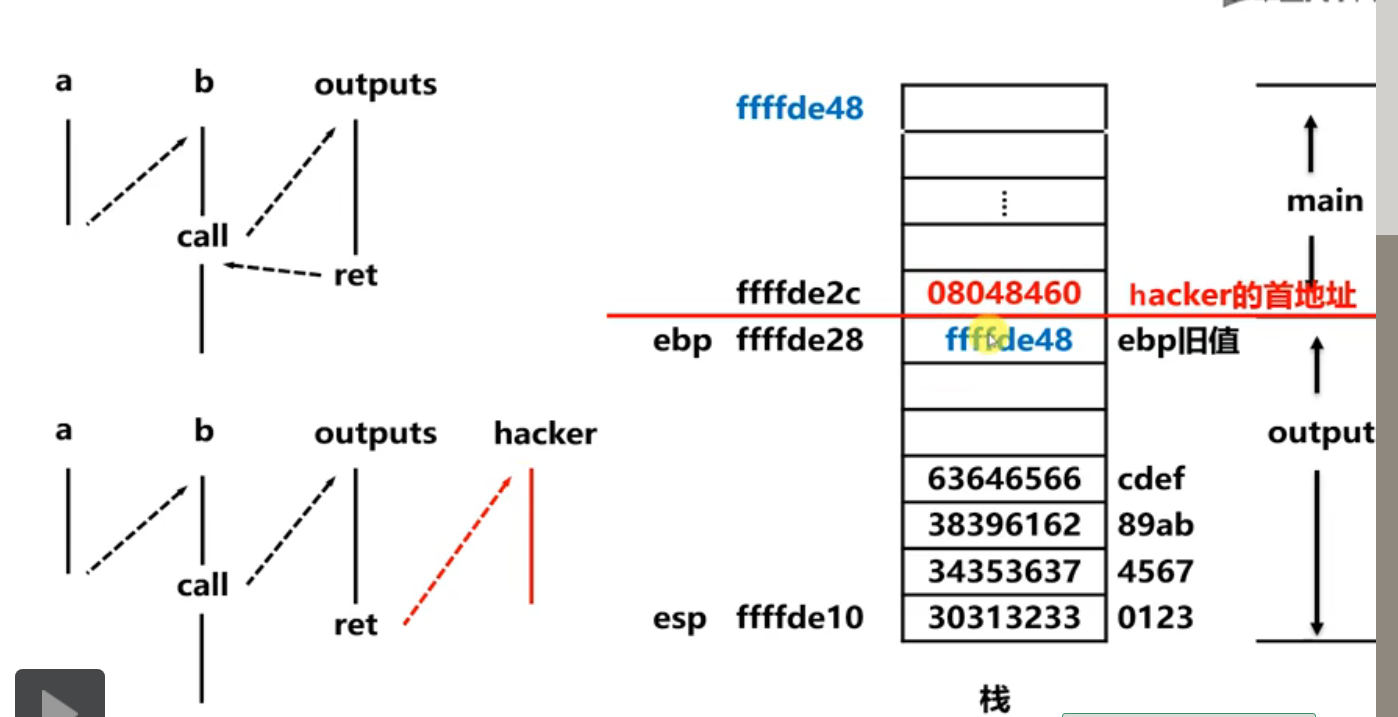 a b outputs
call
ret
a b outputs hacker
call
ret
ffffde48
main
ffffde2c 08048460 hacker的首地址
ebp ffffde28 ffffde48 ebp旧值
output
63646566 cdef
38396162 89ab
34353637 4567
esp ffffde10 30313233 0123
栈